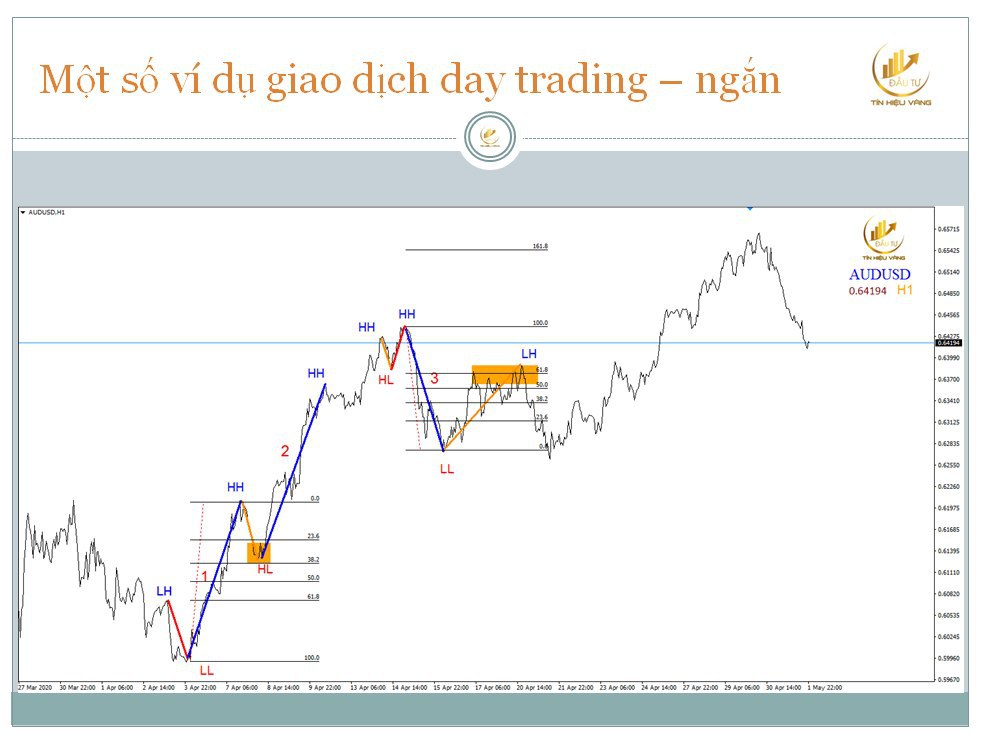 Một số ví dụ giao dịch day trading – ngắn
ĐẦU TƯ
TÍN HIỆU VÀNG
AUDUSD,H1
ĐẦU TƯ
TÍN HIỆU VÀNG
AUDUSD
0.64194 H1
161.8
HH
100.0
HH
LH
HL
3
61.8
50.0
38.2
23.6
0.0
LL
HH
2
HH
0.0
23.6
38.2
HL
50.0
1
LH
61.8
100.0
LL
0.65715
0.65425
0.65140
0.64850
0.64565
0.64275
0.64194
0.63990
0.63700
0.63410
0.63125
0.62835
0.62550
0.62260
0.61975
0.61685
0.61395
0.61110
0.60820
0.60535
0.60245
0.59960
0.59670
27 Mar 2020 30 Mar 22:00 1 Apr 06:00 2 Apr 14:00 3 Apr 22:00 7 Apr 06:00 8 Apr 14:00 9 Apr 22:00 13 Apr 06:00 14 Apr 14:00 15 Apr 22:00 17 Apr 06:00 20 Apr 14:00 21 Apr 22:00 23 Apr 06:00 24 Apr 14:00 27 Apr 22:00 29 Apr 06:00 30 Apr 14:00 1 May 22:00